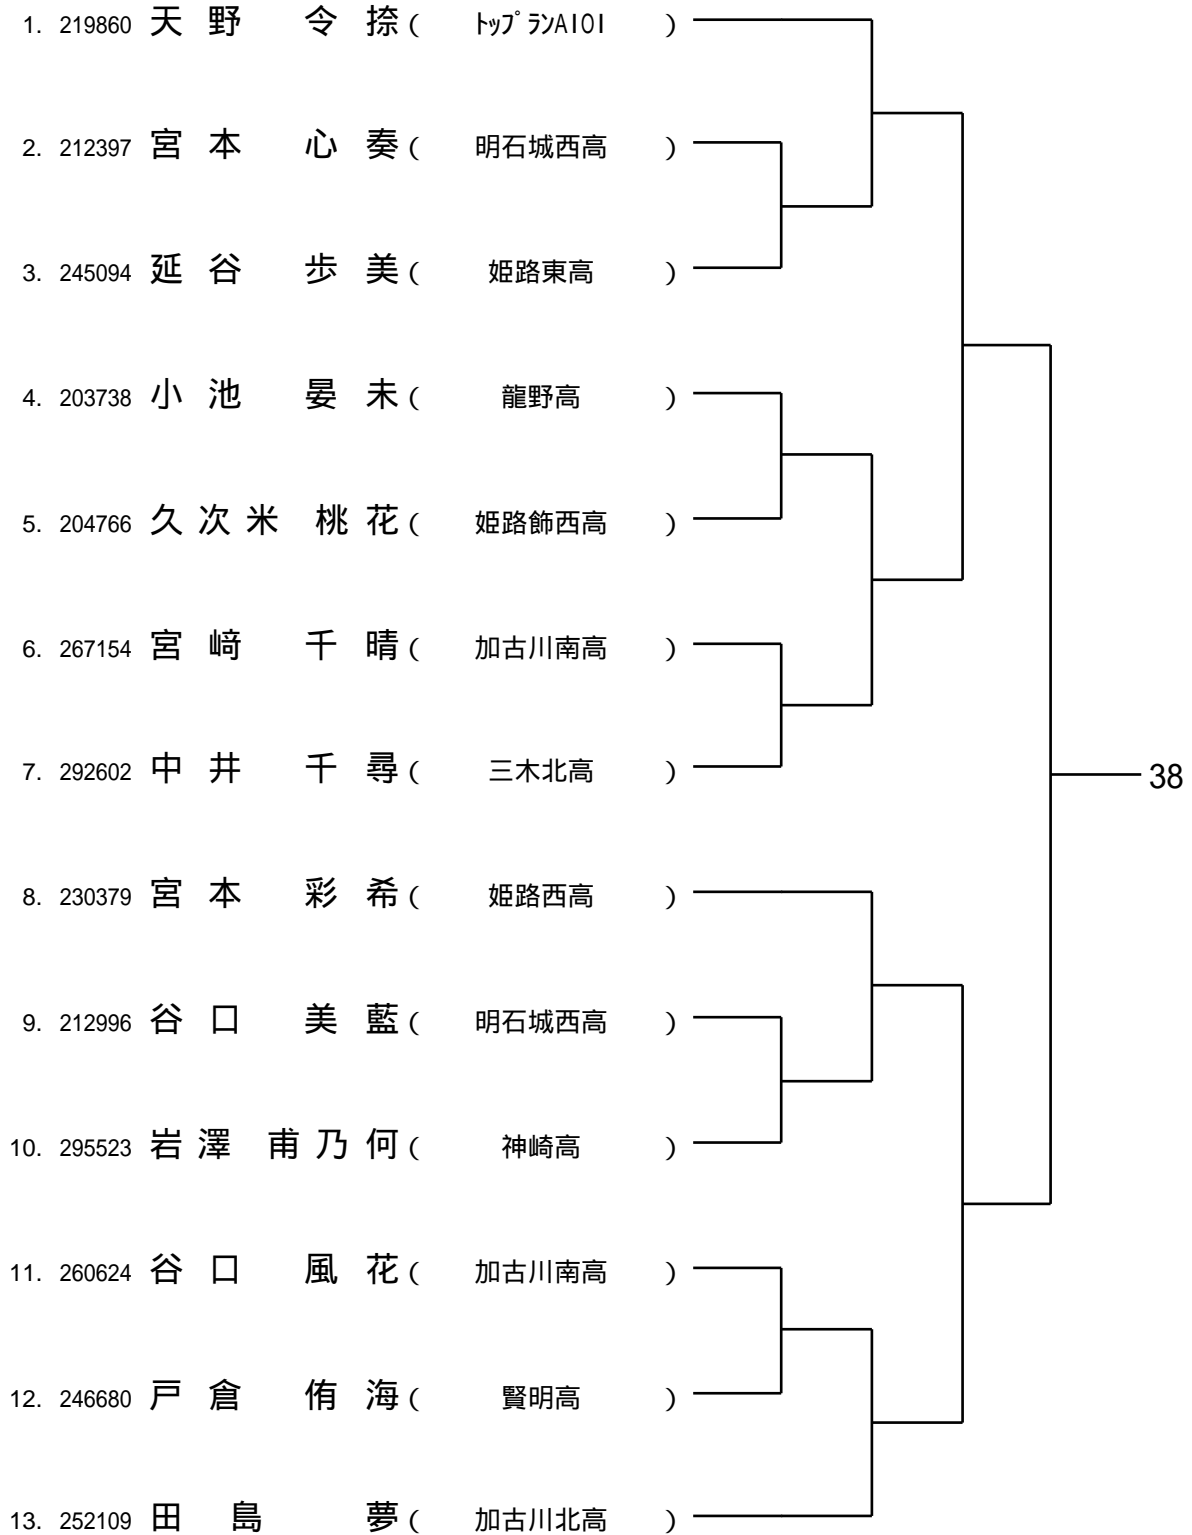 1. 219860 天野 令捺 ( ﾄｯﾌﾟﾗﾝAIOI )
2. 212397 宮本 心奏 ( 明石城西高 )
3. 245094 延谷 歩美 ( 姫路東高 )
4. 203738 小池 晏未 ( 龍野高 )
5. 204766 久次米 桃花 ( 姫路飾西高 )
6. 267154 宮﨑 千晴 ( 加古川南高 )
7. 292602 中井 千尋 ( 三木北高 )
38
8. 230379 宮本 彩希 ( 姫路西高 )
9. 212996 谷口 美藍 ( 明石城西高 )
10. 295523 岩澤 甫乃何 ( 神崎高 )
11. 260624 谷口 風花 ( 加古川南高 )
12. 246680 戸倉 侑海 ( 賢明高 )
13. 252109 田島 夢 ( 加古川北高 )